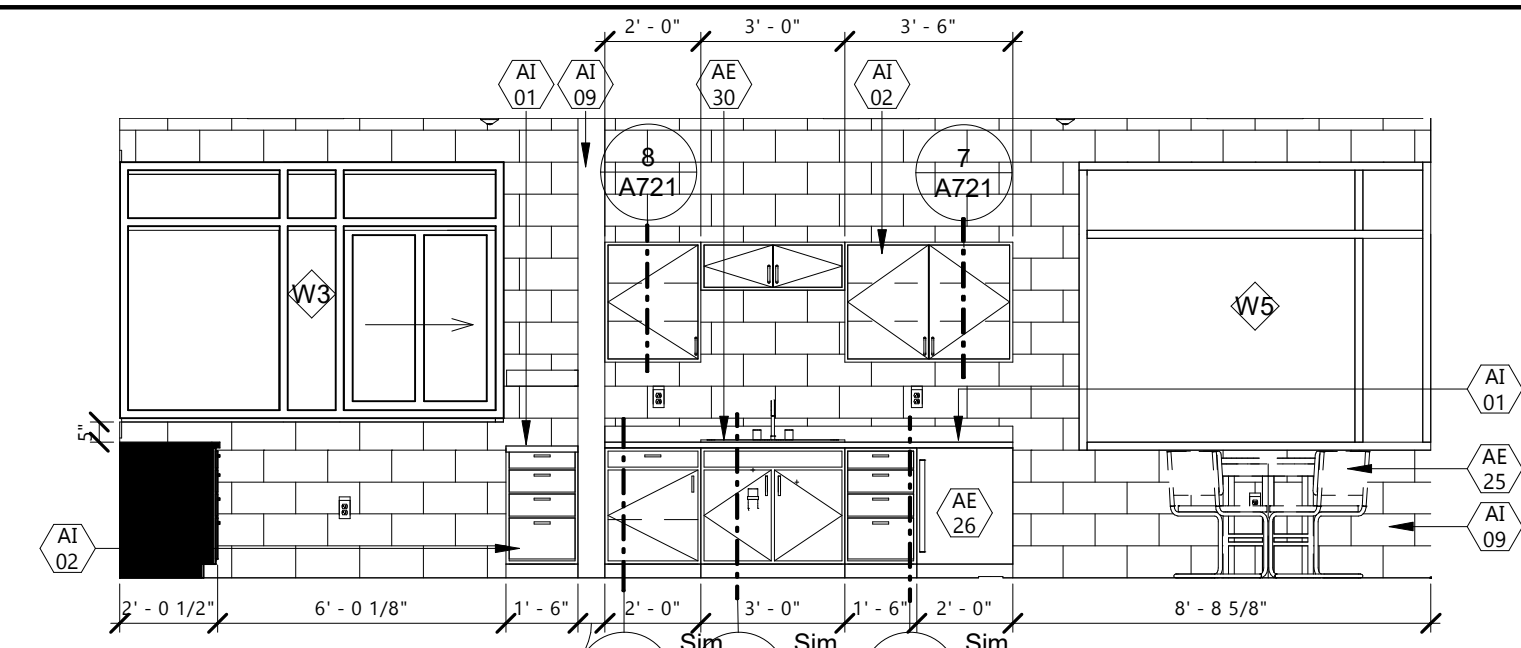 2' - 0"
3' - 0"
3' - 6"
AI
01
AI
09
AE
30
AI
02
8
A721
7
A721
W3
W5
AI
01
5"
AE
25
AE
26
AI
09
AI
02
2' - 0 1/2"
6' - 0 1/8"
1' - 6"
2' - 0"
3' - 0"
1' - 6"
2' - 0"
8' - 8 5/8"
Sim
Sim
Sim